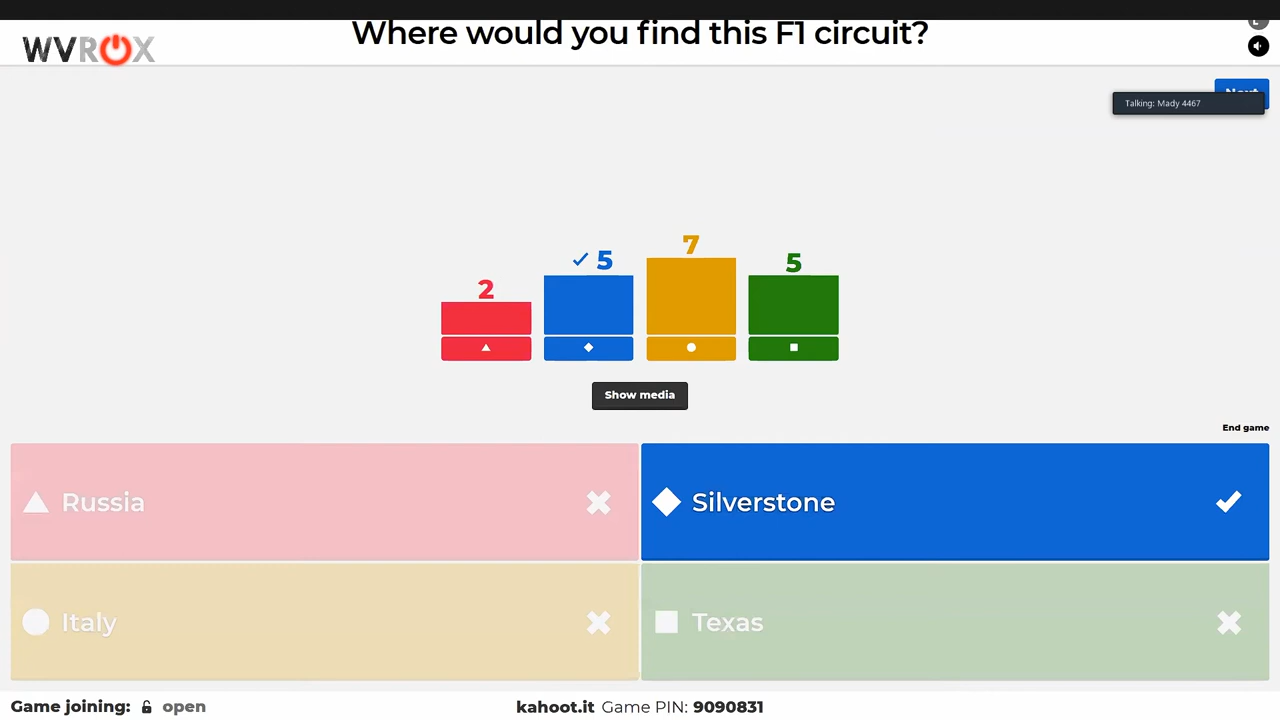 Where would you find this F1 circuit?
WVROX
Talking: Mady 4467
2
5
7
5
Show media
End game
Russia
Silverstone
Italy
Texas
Game joining: open
kahoot.it Game PIN: 9090831